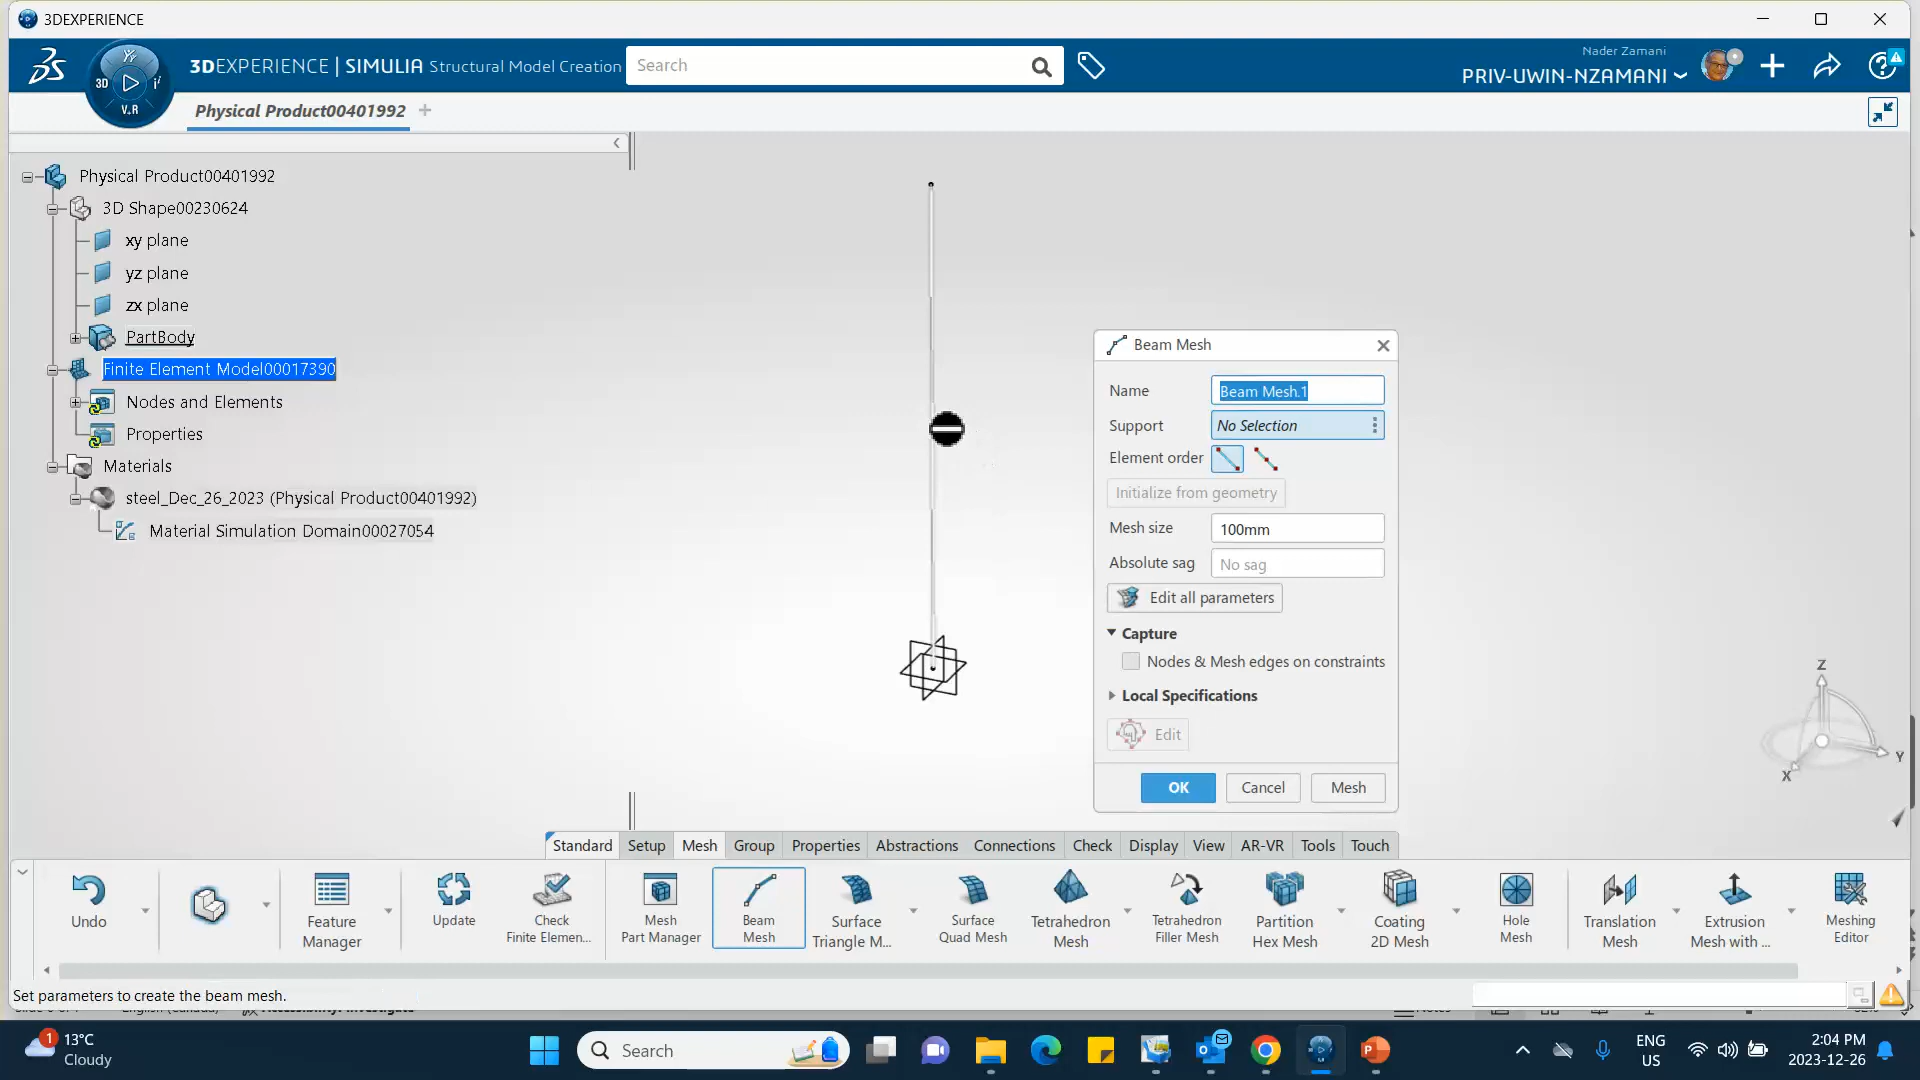 3DEXPERIENCE
3DEXPERIENCE | SIMULIA Structural Model Creation
Search
Nader Zamani
PRIV-UWIN-NZAMANI
3D
V.R
Physical Product00401992
Physical Product00401992
3D Shape00230624
xy plane
yz plane
zx plane
PartBody
Finite Element Model00017390
Nodes and Elements
Properties
Materials
steel_Dec_26_2023 (Physical Product00401992)
Material Simulation Domain00027054
Beam Mesh
Name
Beam Mesh.1
Support
No Selection
Element order
Initialize from geometry
Mesh size
100mm
Absolute sag
No sag
Edit all parameters
Capture
Nodes & Mesh edges on constraints
Local Specifications
Edit
OK
Cancel
Mesh
Z
Y
X
Standard
Setup
Mesh
Group
Properties
Abstractions
Connections
Check
Display
View
AR-VR
Tools
Touch
Undo
Feature
Manager
Update
Check
Finite Elemen...
Mesh
Part Manager
Beam
Mesh
Surface
Triangle M...
Surface
Quad Mesh
Tetrahedron
Mesh
Tetrahedron
Filler Mesh
Partition
Hex Mesh
Coating
2D Mesh
Hole
Mesh
Translation
Mesh
Extrusion
Mesh with ...
Meshing
Editor
Set parameters to create the beam mesh.
1
13°C
Cloudy
Search
ENG
US
2:04 PM
2023-12-26